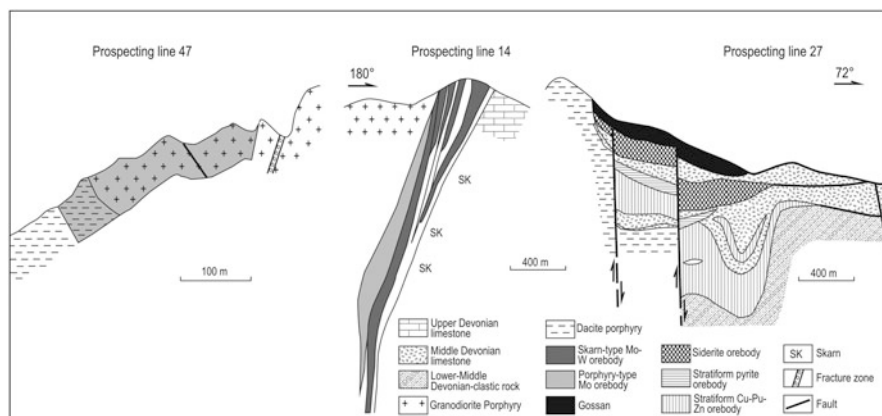 Prospecting line 47
Prospecting line 14
Prospecting line 27
180°
72°
SK
SK
SK
100 m
400 m
400 m
Upper Devonian
limestone
Middle Devonian
limestone
Lower-Middle
Devonian-clastic rock
Granodiorite Porphyry
Dacite porphyry
Skarn-type Mo-
W orebody
Porphyry-type
Mo orebody
Gossan
Siderite orebody
Stratiform pyrite
orebody
Stratiform Cu-Pu-
Zn orebody
SK
Skarn
Fracture zone
Fault